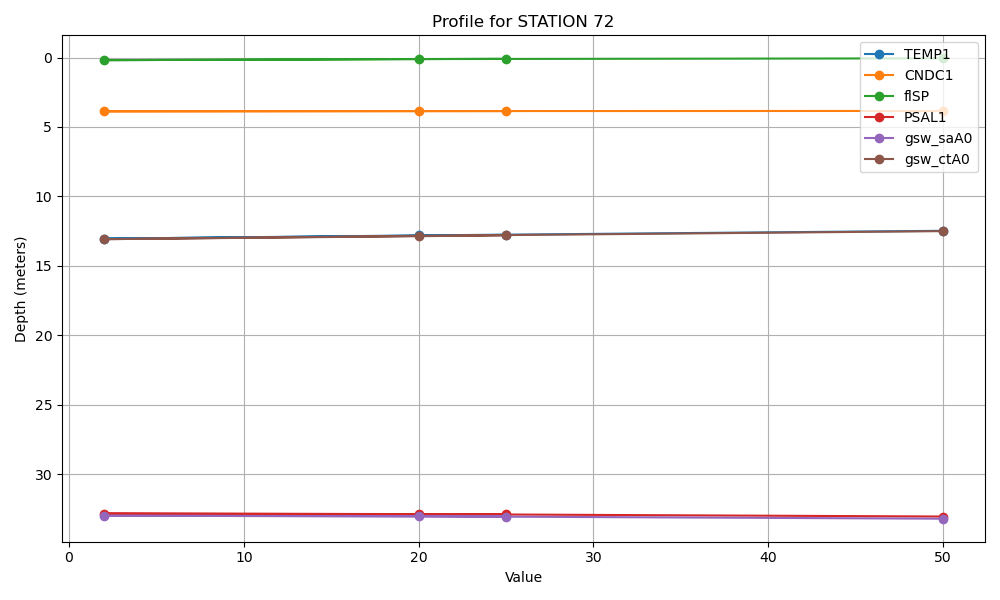 Profile for STATION 72
TEMP1
CNDC1
flSP
PSAL1
gsw_saA0
gsw_ctA0
Depth (meters)
0
5
10
15
20
25
30
0
10
20
30
40
50
Value